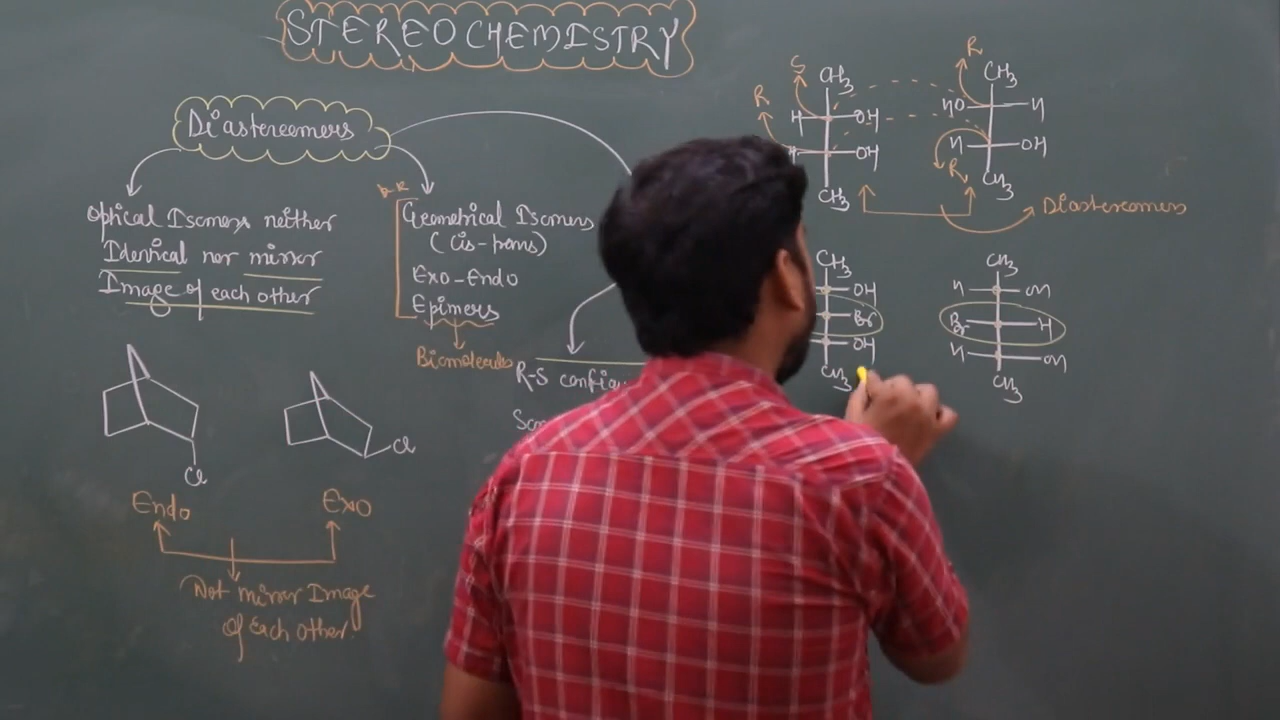 STEREOCHEMISTRY
Diastereomers
Optical Isomers neither
Identical nor mirror
Image of each other
Geometrical Isomers
(Cis-trans)
Exo-Endo
Epimers
Biomolecules
R-S
Cl
Cl
Endo
Exo
Not mirror Image
Of each other.
S
R
CH3
H
OH
H
OH
CH3
R
CH3
HO
H
H
OH
R
CH3
Diastereomers
CH3
OH
Br
OH
CH3
CH3
H
OH
Br
H
H
OH
CH3